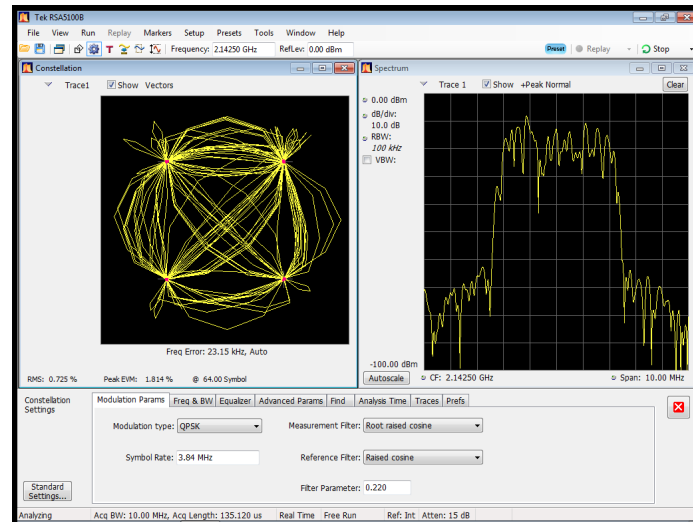 Tek RSA5100B
File View Run Replay Markers Setup Presets Tools Window Help
T Frequency: 2.14250 GHz RefLev: 0.00 dBm Preset Replay Stop
Constellation
Trace1 Show Vectors
Freq Error: 23.15 kHz, Auto
RMS: 0.725 % Peak EVM: 1.814 % @ 64.00 Symbol
Spectrum
Trace 1 Show +Peak Normal Clear
0.00 dBm
dB/div:
10.0 dB
RBW:
100 kHz
VBW:
-100.00 dBm
Autoscale CF: 2.14250 GHz Span: 10.00 MHz
Constellation
Settings
Modulation Params Freq & BW Equalizer Advanced Params Find Analysis Time Traces Prefs
Modulation type: QPSK Measurement Filter: Root raised cosine
Symbol Rate: 3.84 MHz Reference Filter: Raised cosine
Filter Parameter: 0.220
Standard
Settings...
Analyzing Acq BW: 10.00 MHz, Acq Length: 135.120 us Real Time Free Run Ref: Int Atten: 15 dB